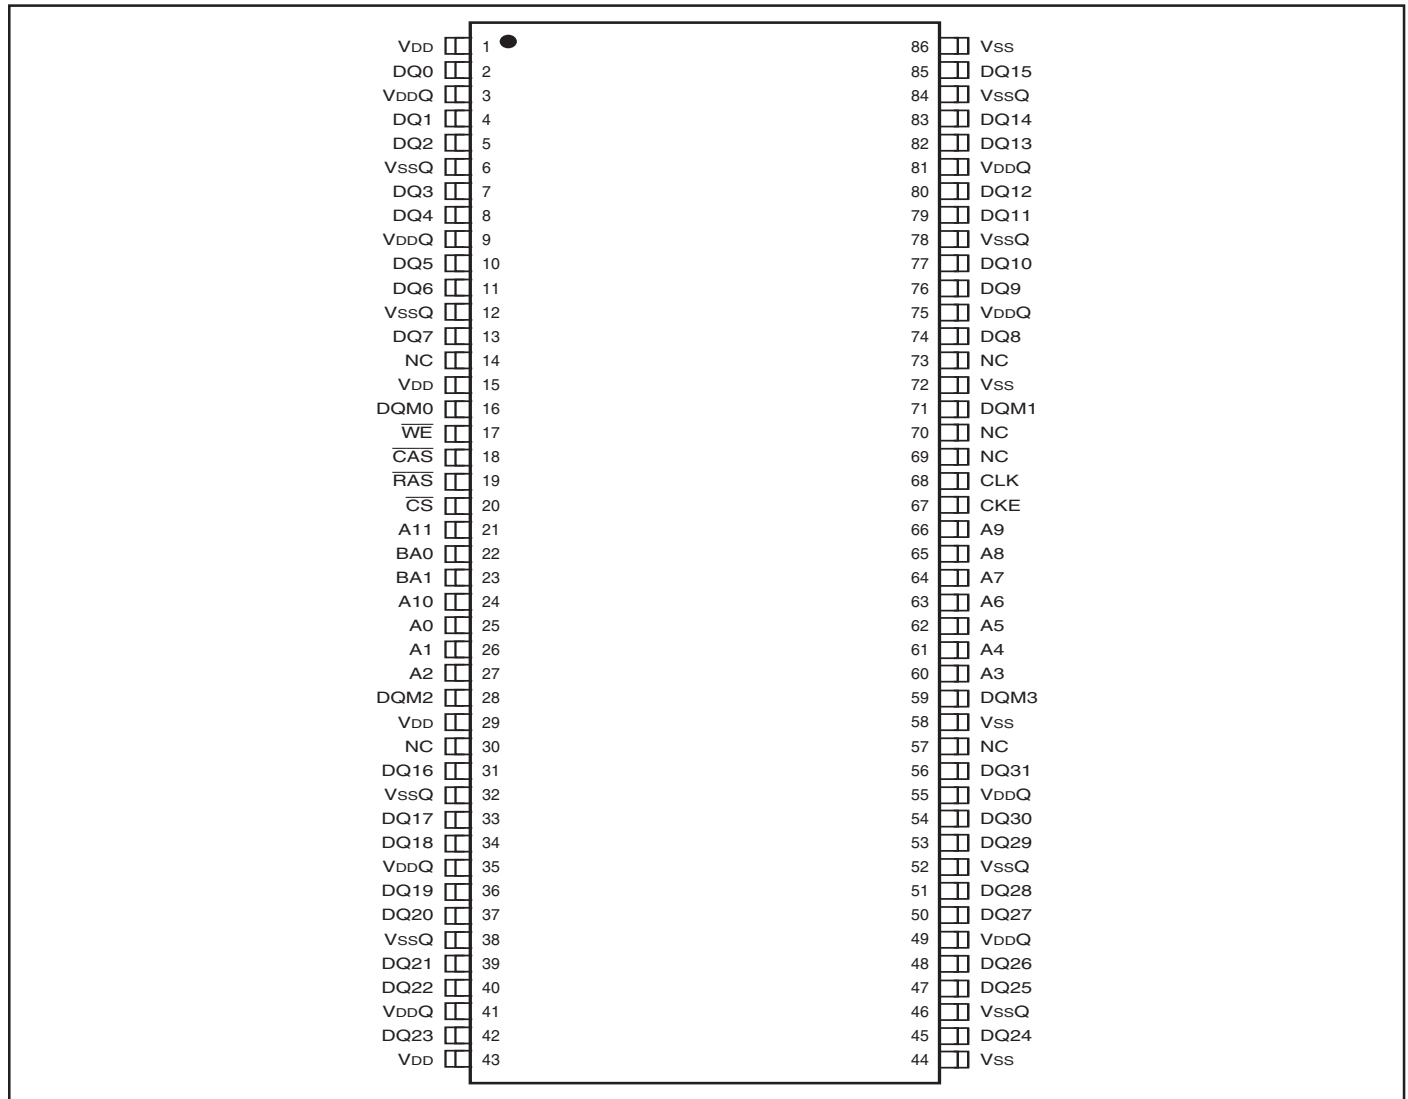 VDD 1 86 VSS
DQ0 2 85 DQ15
VDDQ 3 84 VSSQ
DQ1 4 83 DQ14
DQ2 5 82 DQ13
VSSQ 6 81 VDDQ
DQ3 7 80 DQ12
DQ4 8 79 DQ11
VDDQ 9 78 VSSQ
DQ5 10 77 DQ10
DQ6 11 76 DQ9
VSSQ 12 75 VDDQ
DQ7 13 74 DQ8
NC 14 73 NC
VDD 15 72 VSS
DQM0 16 71 DQM1
W̅E̅ 17 70 NC
C̅A̅S̅ 18 69 NC
R̅A̅S̅ 19 68 CLK
C̅S̅ 20 67 CKE
A11 21 66 A9
BA0 22 65 A8
BA1 23 64 A7
A10 24 63 A6
A0 25 62 A5
A1 26 61 A4
A2 27 60 A3
DQM2 28 59 DQM3
VDD 29 58 VSS
NC 30 57 NC
DQ16 31 56 DQ31
VSSQ 32 55 VDDQ
DQ17 33 54 DQ30
DQ18 34 53 DQ29
VDDQ 35 52 VSSQ
DQ19 36 51 DQ28
DQ20 37 50 DQ27
VSSQ 38 49 VDDQ
DQ21 39 48 DQ26
DQ22 40 47 DQ25
VDDQ 41 46 VSSQ
DQ23 42 45 DQ24
VDD 43 44 VSS